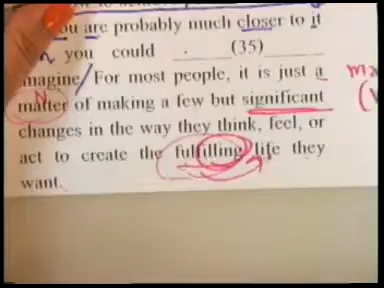 you are probably much closer to it
you could (35)
imagine/For most people, it is just a
matter of making a few but significant
changes in the way they think, feel, or
act to create the fulfilling life they
want.